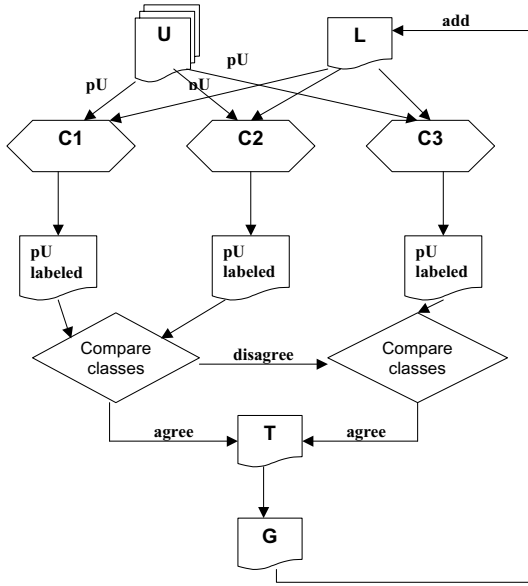 U
L
add
pU
pU
pU
C1
C2
C3
pU
labeled
pU
labeled
pU
labeled
Compare
classes
disagree
Compare
classes
agree
T
agree
G